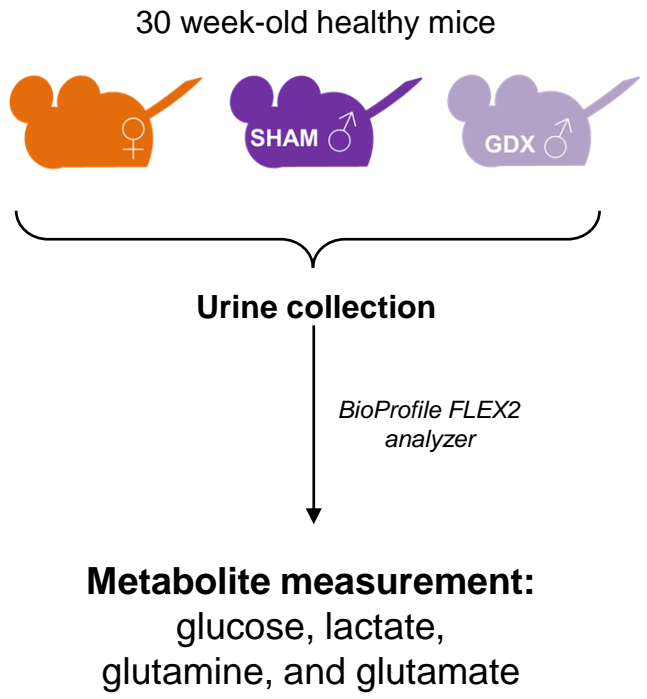 30 week-old healthy mice
♀
SHAM ♂
GDX ♂
Urine collection
BioProfile FLEX2
analyzer
Metabolite measurement:
glucose, lactate,
glutamine, and glutamate